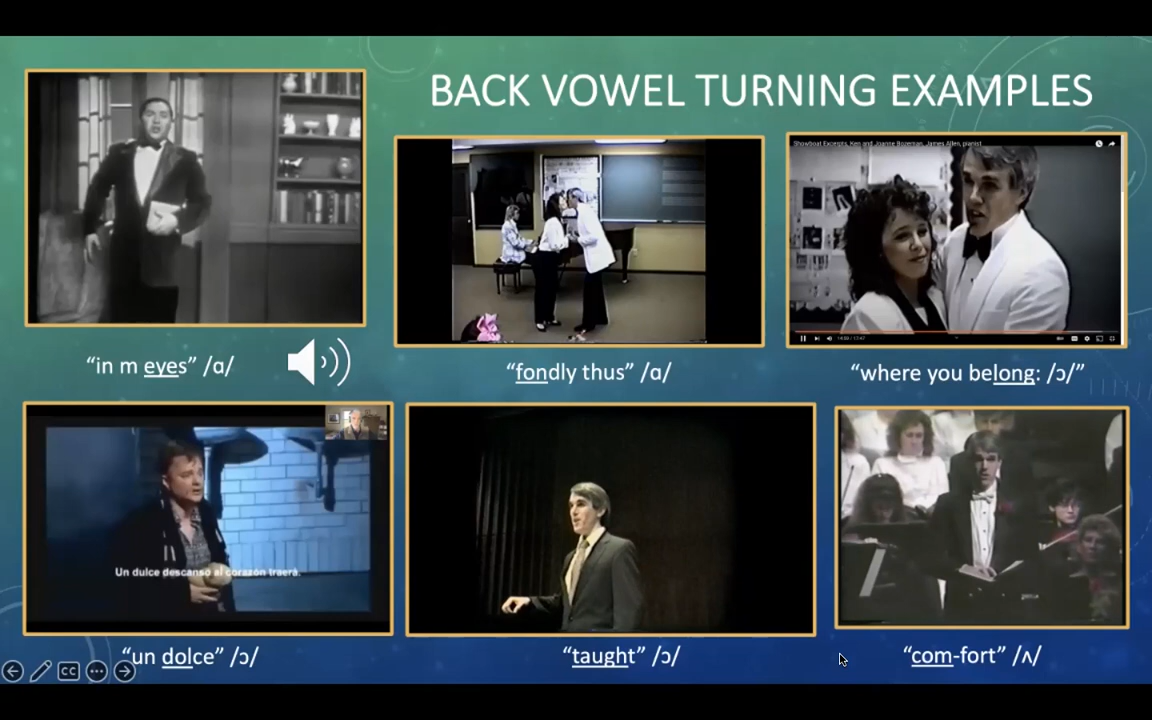 BACK VOWEL TURNING EXAMPLES
Showboat Excerpts, Ken and Joanne Bozeman, James Allen, pianist
“in m eyes” /ɑ/
“fondly thus” /ɑ/
“where you belong: /ɔ/”
Un dulce descanso al corazón traerá.
“un dolce” /ɔ/
“taught” /ɔ/
“com-fort” /ʌ/
CC